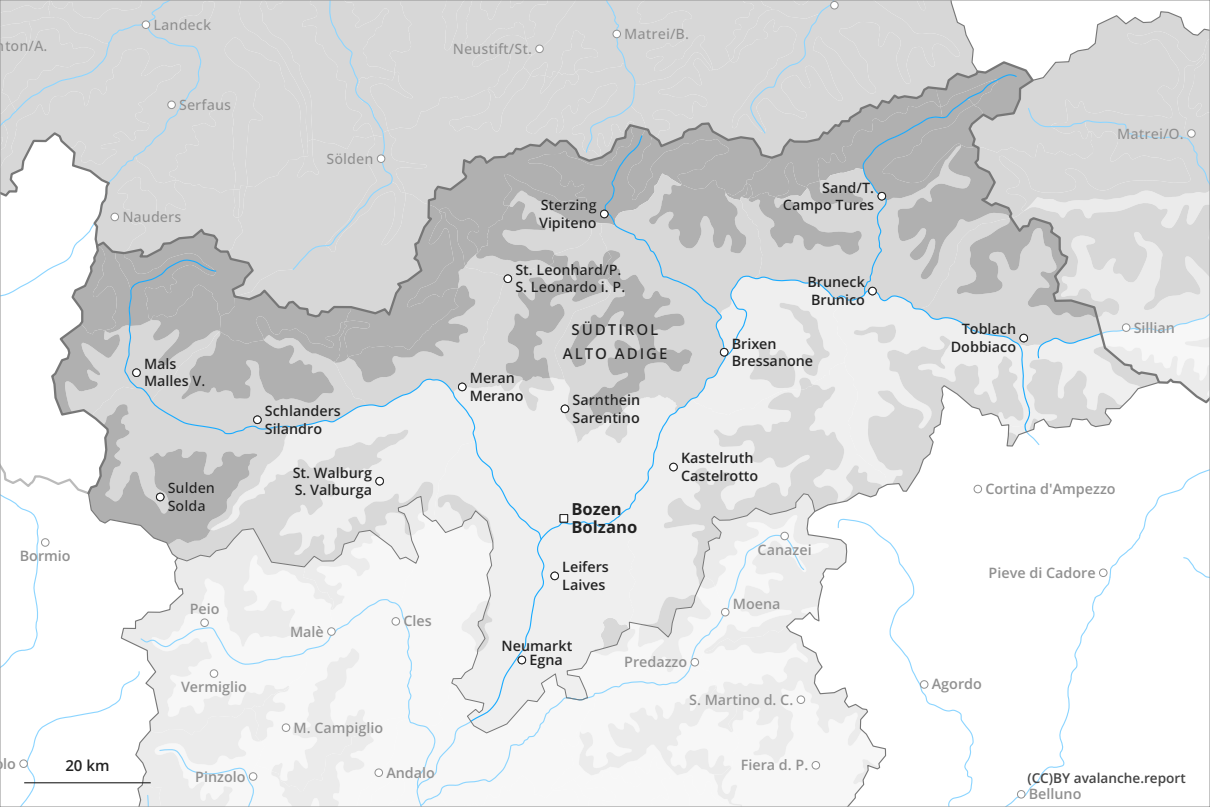 Landeck
Matrei/B.
nton/A.
Neustift/St.
Serfaus
Matrei/O.
Sölden
Sand/T.
Campo Tures
Sterzing
Vipiteno
Nauders
St. Leonhard/P.
S. Leonardo i. P.
Bruneck
Brunico
SÜDTIROL
ALTO ADIGE
Toblach
Dobbiaco
Sillian
Brixen
Bressanone
Mals
Malles V.
Meran
Merano
Sarnthein
Sarentino
Schlanders
Silandro
Kastelruth
Castelrotto
St. Walburg
S. Valburga
Sulden
Solda
Cortina d'Ampezzo
Bozen
Bolzano
Canazei
Bormio
Leifers
Laives
Pieve di Cadore
Peio
Moena
Malè
Cles
Neumarkt
Egna
Predazzo
Vermiglio
Agordo
S. Martino d. C.
M. Campiglio
olo
20 km
Pinzolo
Andalo
Fiera d. P.
(CC)BY avalanche.report
Belluno